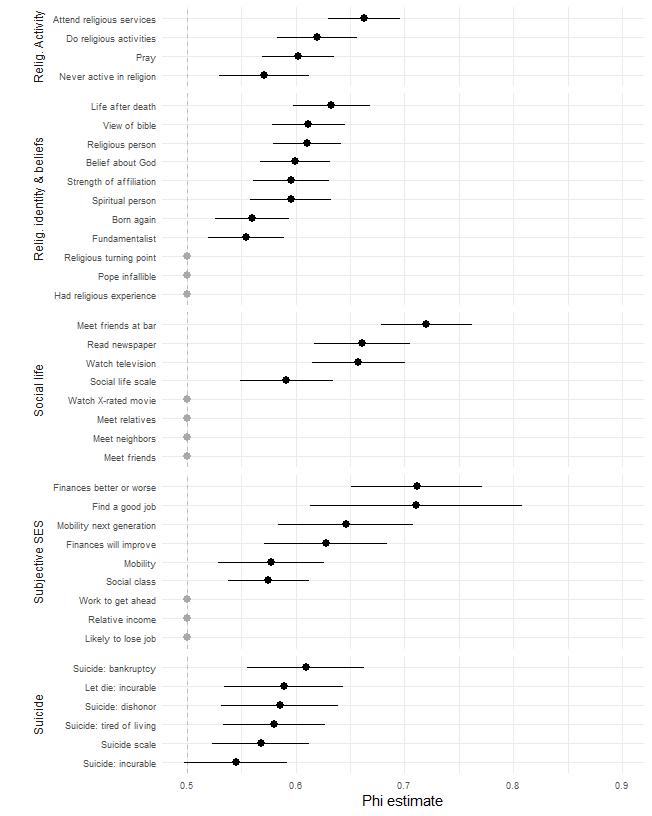 Relig. Activity
Attend religious services
Do religious activities
Pray
Never active in religion
Relig. identity & beliefs
Life after death
View of bible
Religious person
Belief about God
Strength of affiliation
Spiritual person
Born again
Fundamentalist
Religious turning point
Pope infallible
Had religious experience
Social life
Meet friends at bar
Read newspaper
Watch television
Social life scale
Watch X-rated movie
Meet relatives
Meet neighbors
Meet friends
Subjective SES
Finances better or worse
Find a good job
Mobility next generation
Finances will improve
Mobility
Social class
Work to get ahead
Relative income
Likely to lose job
Suicide
Suicide: bankruptcy
Let die: incurable
Suicide: dishonor
Suicide: tired of living
Suicide scale
Suicide: incurable
0.5 0.6 0.7 0.8 0.9
Phi estimate